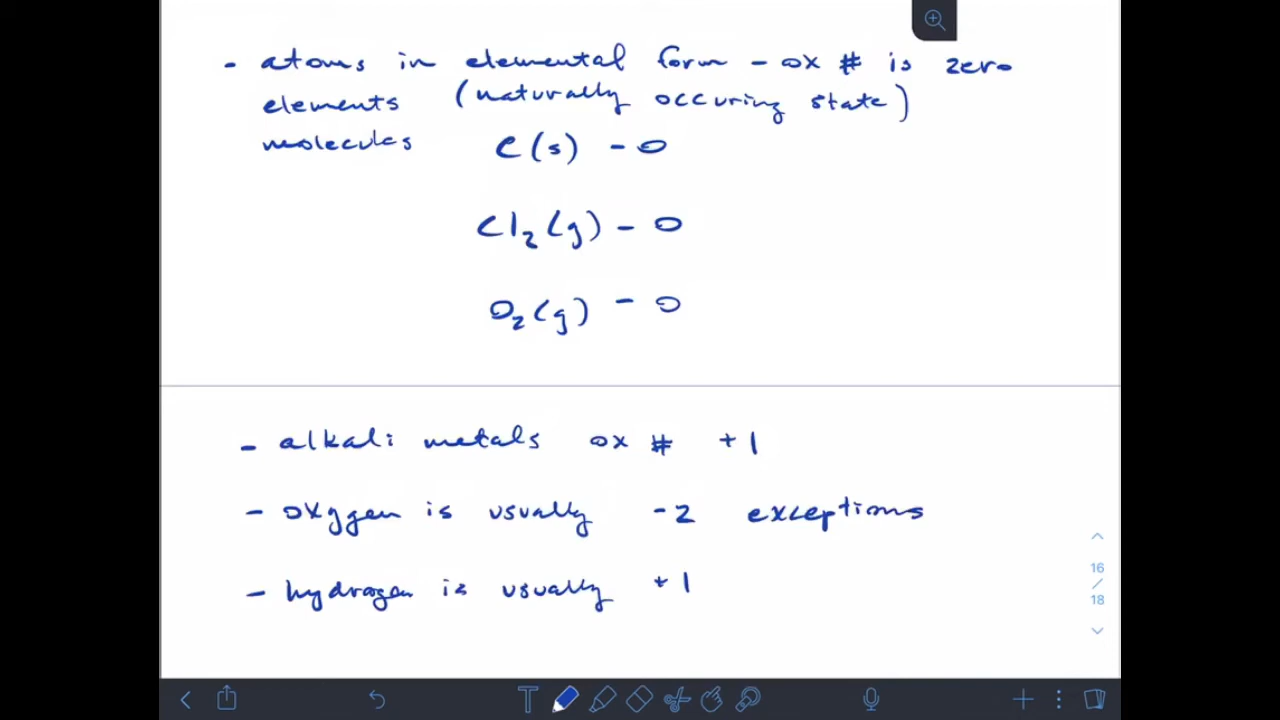 - atoms in elemental form - ox # is zero
elements (naturally occuring state)
molecules C(s) - 0
Cl₂(g) - 0
O₂(g) - 0
- alkali metals ox # +1
- oxygen is usually -2 exceptions
- hydrogen is usually +1
16
/
18
T